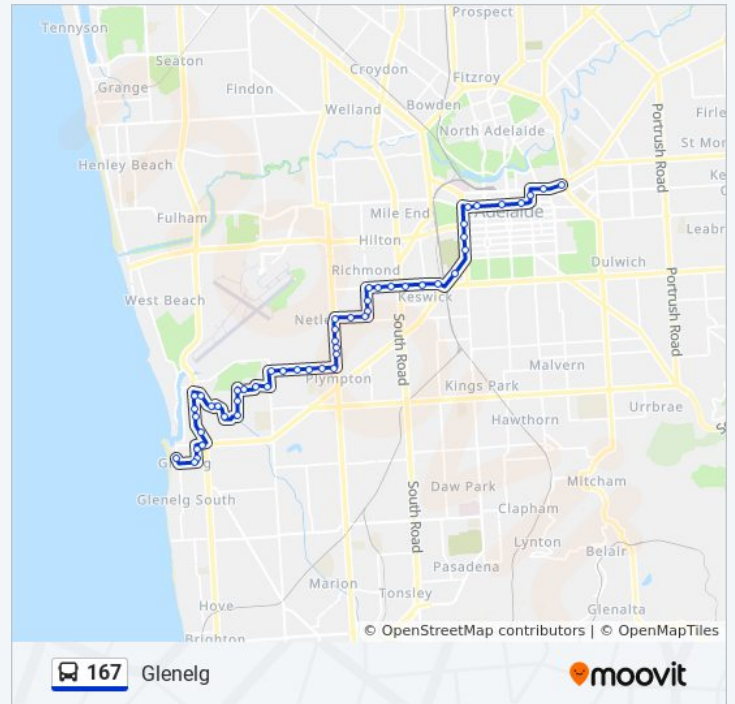 Tennyson
Prospect
Seaton
Croydon
Fitzroy
Grange
Findon
Bowden
Welland
Firle
North Adelaide
Portrush Road
St Mor
Henley Beach
Ke
Fulham
Mile End
Adelaide
Leabr
Hilton
Dulwich
Richmond
West Beach
Keswick
Netley
South Road
Portrush Road
Plympton
Malvern
Kings Park
Urrbrae
Hawthorn
Glenelg
Daw Park
Mitcham
Glenelg South
South Road
Clapham
Lynton
Belair
Pasadena
Marion
Tonsley
Hove
Glenalta
Brighton
© OpenStreetMap contributors | © OpenMapTiles
167 Glenelg
moovit